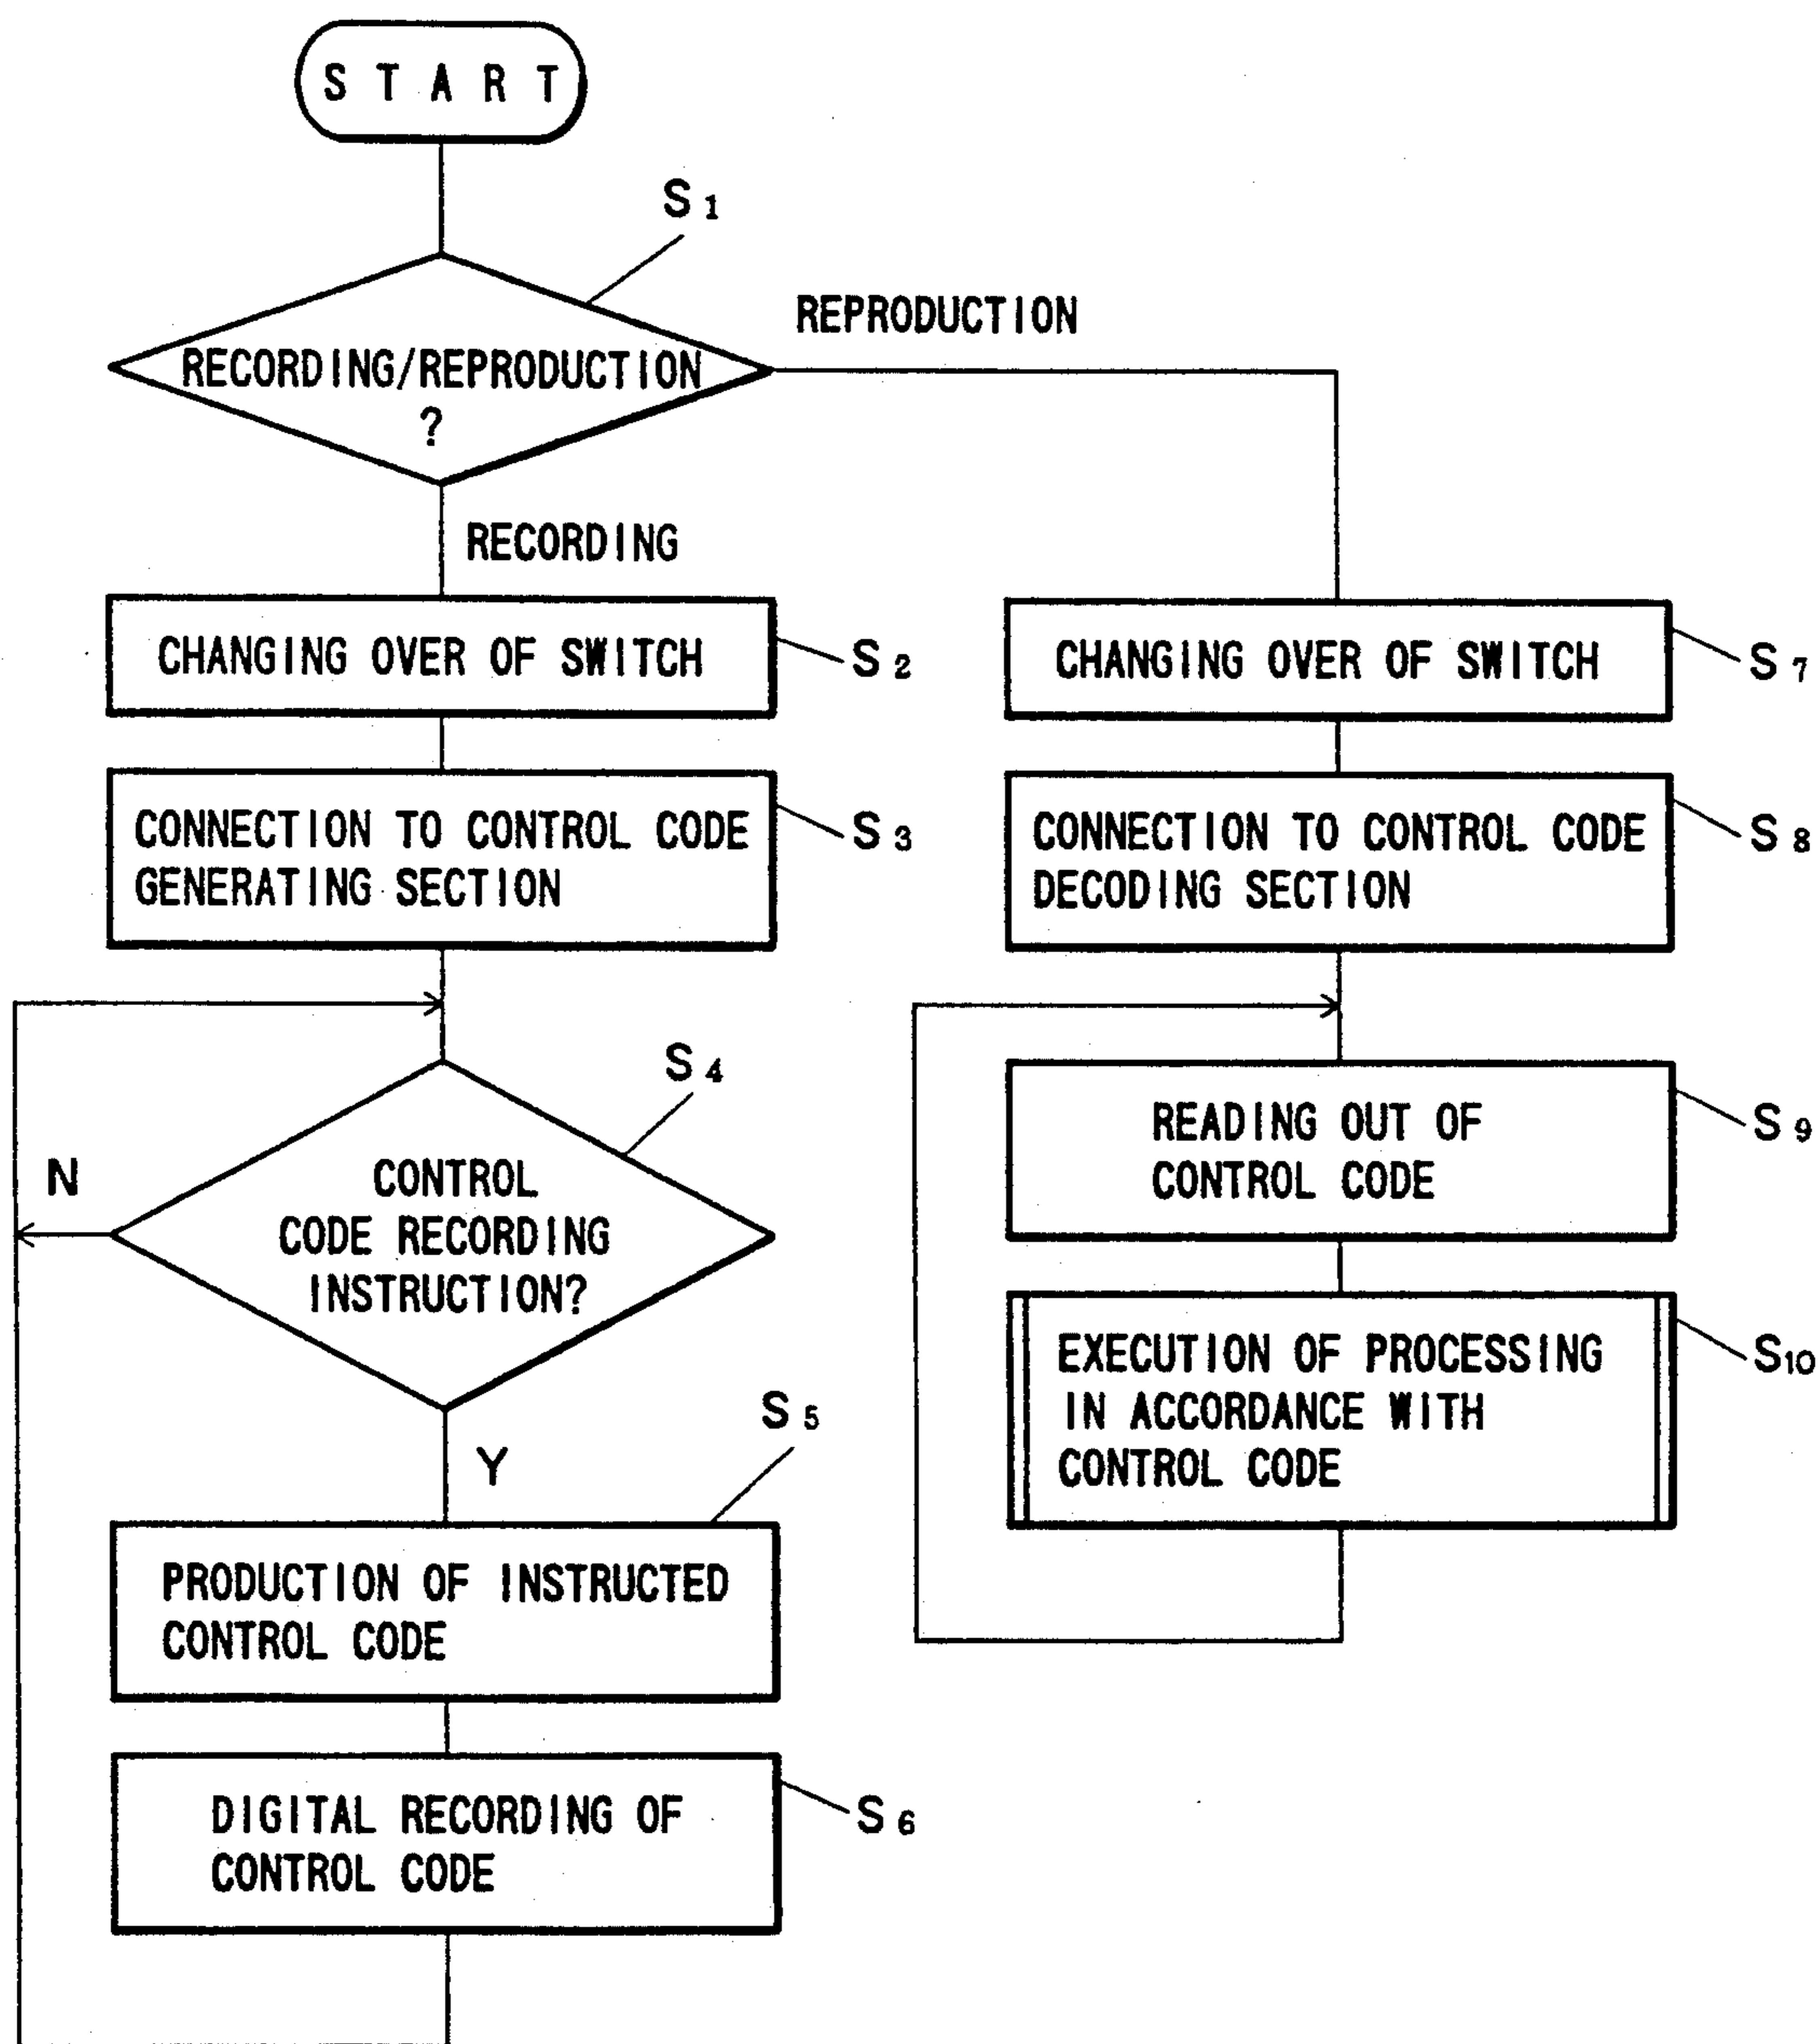 START
S1
RECORDING/REPRODUCTION
?
REPRODUCTION
RECORDING
CHANGING OVER OF SWITCH
S2
CONNECTION TO CONTROL CODE
GENERATING SECTION
S3
S4
CONTROL
CODE RECORDING
INSTRUCTION?
N
Y
S5
PRODUCTION OF INSTRUCTED
CONTROL CODE
DIGITAL RECORDING OF
CONTROL CODE
S6
CHANGING OVER OF SWITCH
S7
CONNECTION TO CONTROL CODE
DECODING SECTION
S8
READING OUT OF
CONTROL CODE
S9
EXECUTION OF PROCESSING
IN ACCORDANCE WITH
CONTROL CODE
S10